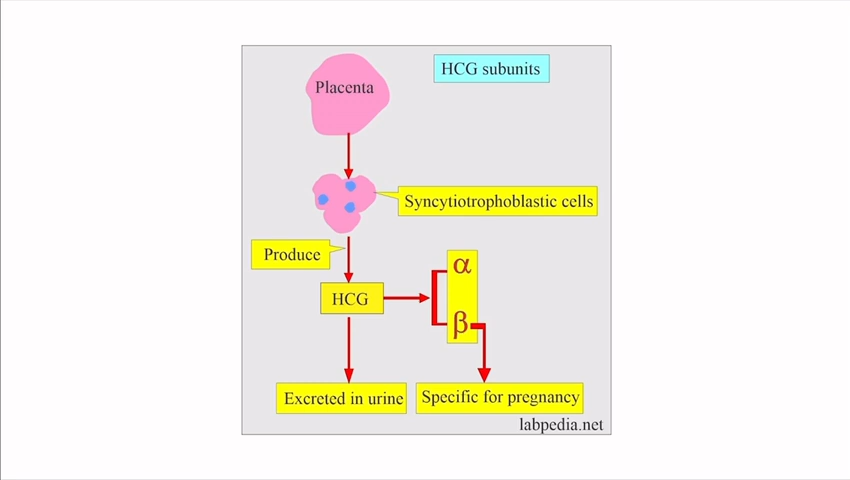 HCG subunits
Placenta
Syncytiotrophoblastic cells
Produce
α
HCG
β
Excreted in urine
Specific for pregnancy
labpedia.net